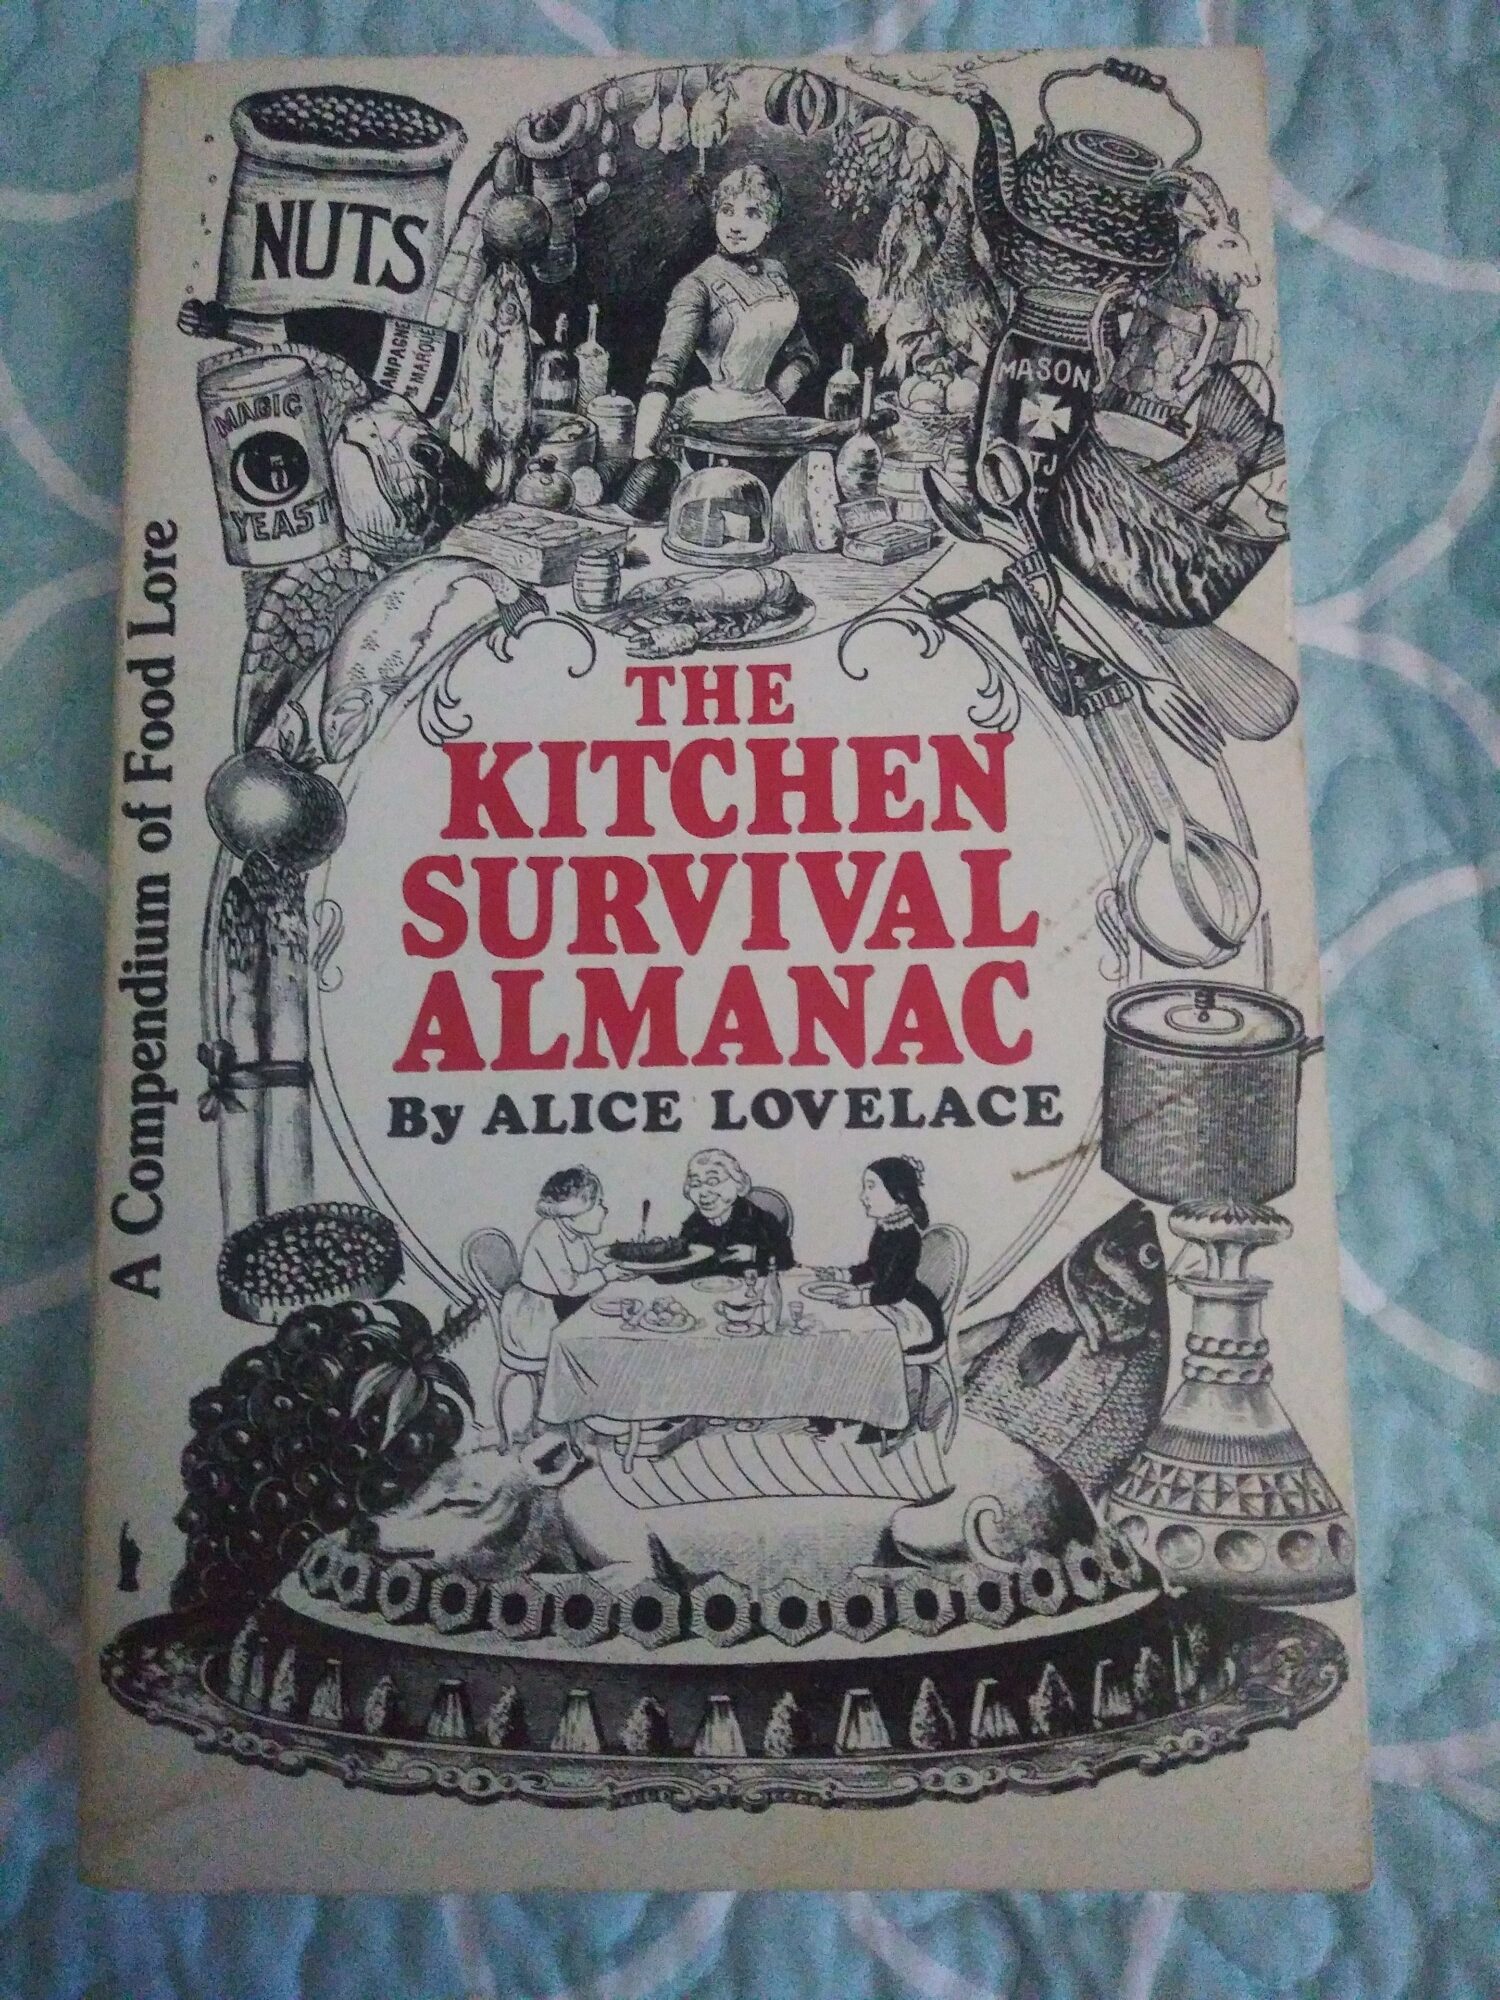 NUTS
MAGIC
YEAST
MASON
A Compendium of Food Lore
THE
KITCHEN
SURVIVAL
ALMANAC
By ALICE LOVELACE